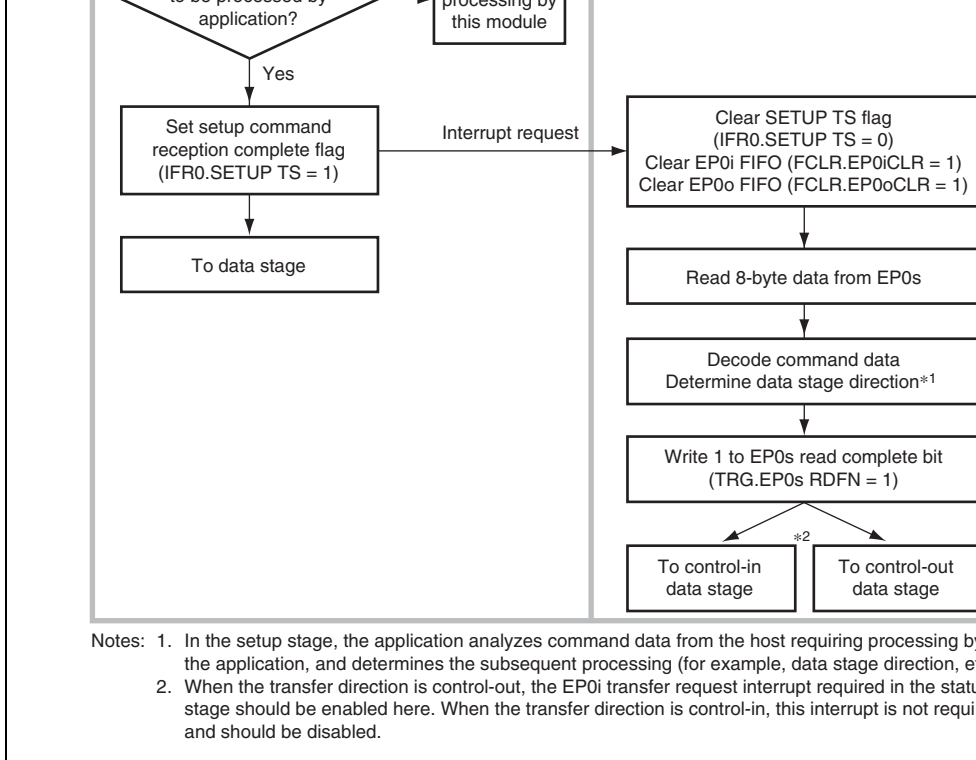 to be processed by
application?
processing by
this module
Yes
Set setup command
reception complete flag
(IFR0.SETUP TS = 1)
Interrupt request
Clear SETUP TS flag
(IFR0.SETUP TS = 0)
Clear EP0i FIFO (FCLR.EP0iCLR = 1)
Clear EP0o FIFO (FCLR.EP0oCLR = 1)
To data stage
Read 8-byte data from EP0s
Decode command data
Determine data stage direction*1
Write 1 to EP0s read complete bit
(TRG.EP0s RDFN = 1)
*2
To control-in
data stage
To control-out
data stage
Notes: 1. In the setup stage, the application analyzes command data from the host requiring processing by
the application, and determines the subsequent processing (for example, data stage direction,
2. When the transfer direction is control-out, the EP0i transfer request interrupt required in the
stage should be enabled here. When the transfer direction is control-in, this interrupt is not
and should be disabled.